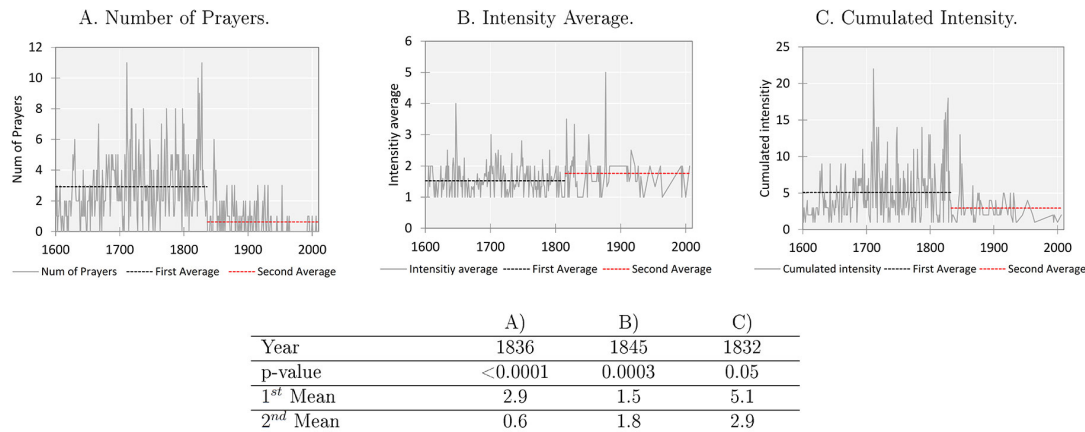 A. Number of Prayers.
12
10
8
6
4
2
0
Num of Prayers
1600 1700 1800 1900 2000
Num of Prayers First Average Second Average
B. Intensity Average.
6
5
4
3
2
1
0
Intensitiy average
1600 1700 1800 1900 2000
Intensitiy average First Average Second Average
C. Cumulated Intensity.
25
20
15
10
5
0
Cumulated intensitiy
1600 1700 1800 1900 2000
Cumulated intensity First Average Second Average
A) B) C)
Year 1836 1845 1832
p-value <0.0001 0.0003 0.05
1st Mean 2.9 1.5 5.1
2nd Mean 0.6 1.8 2.9